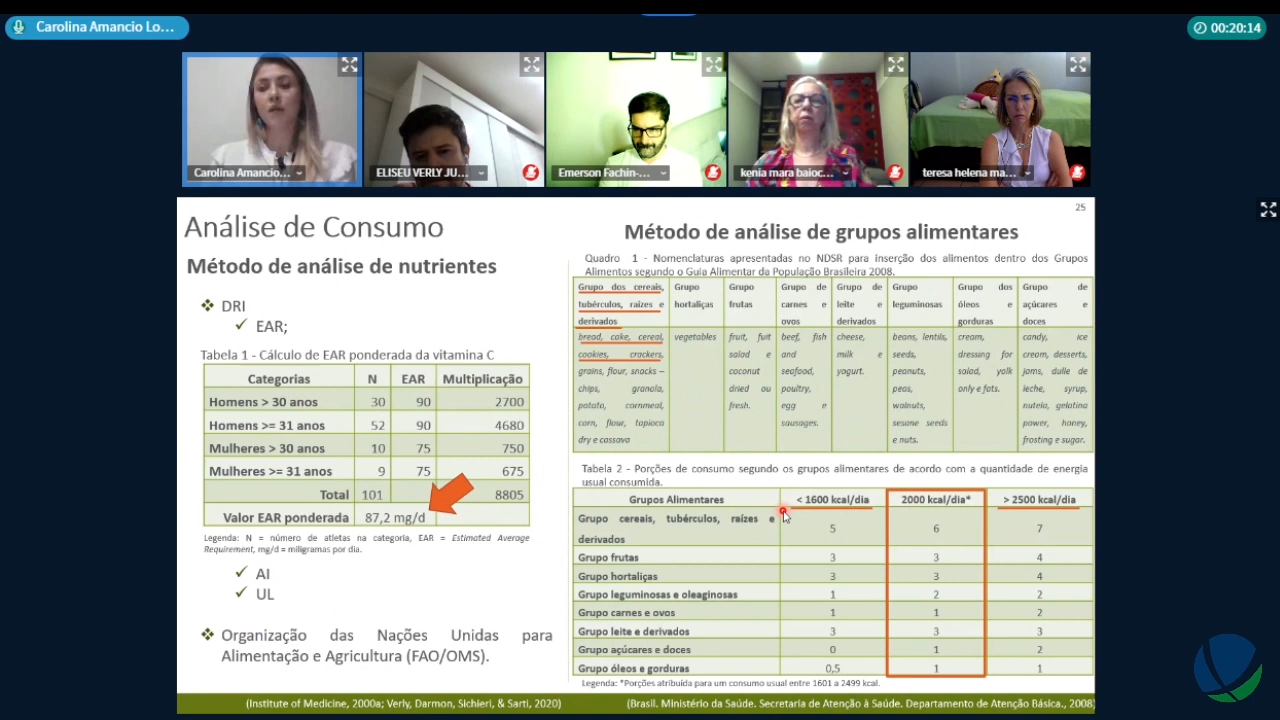 Carolina Amancio Lo...
00:20:14
Carolina Amancio...
ELISEU VERLY JU...
Emerson Fachin-...
kenia mara baioc...
teresa helena ma...
25
Análise de Consumo
Método de análise de nutrientes
DRI
EAR;
Tabela 1 - Cálculo de EAR ponderada da vitamina C
Categorias N EAR Multiplicação
Homens > 30 anos 30 90 2700
Homens >= 31 anos 52 90 4680
Mulheres > 30 anos 10 75 750
Mulheres >= 31 anos 9 75 675
Total 101 8805
Valor EAR ponderada 87,2 mg/d
Legenda: N = número de atletas na categoria, EAR = Estimated Average
Requirement, mg/d = miligramas por dia.
AI
UL
Organização das Nações Unidas para
Alimentação e Agricultura (FAO/OMS).
(Institute of Medicine, 2000a; Verly, Darmon, Sichieri, & Sarti, 2020)
Método de análise de grupos alimentares
Quadro 1 - Nomenclaturas apresentadas no NDSR para inserção dos alimentos dentro dos Grupos
Alimentos segundo o Guia Alimentar da População Brasileira 2008.
Grupo dos cereais, Grupo Grupo Grupo de Grupo de Grupo Grupo dos Grupo de
tubérculos, raízes e hortaliças frutas carnes e leite e leguminosas óleos e açúcares e
derivados ovos derivados gorduras doces
bread, cake, cereal, vegetables fruit, fuit beef, fish cheese, beans, lentils, cream, candy, ice
cookies, crackers, salad e and milk e seeds, dressing for cream, desserts,
grains, flour, snacks – coconut seafood, yogurt. peanuts, salad, yolk jams, dulle de
chips, granola, dried ou poultry, peas, only e fats. leche, syrup,
potato, cornmeal, fresh. egg e walnuts, nutela, gelatina
corn, flour, tapioca sausages. sesane seeds power, honey,
dry e cassava e nuts. frosting e sugar.
Tabela 2 - Porções de consumo segundo os grupos alimentares de acordo com a quantidade de energia
usual consumida.
Grupos Alimentares < 1600 kcal/dia 2000 kcal/dia* > 2500 kcal/dia
Grupo cereais, tubérculos, raízes e
derivados 5 6 7
Grupo frutas 3 3 4
Grupo hortaliças 3 3 4
Grupo leguminosas e oleaginosas 1 2 2
Grupo carnes e ovos 1 1 2
Grupo leite e derivados 3 3 3
Grupo açúcares e doces 0 1 2
Grupo óleos e gorduras 0,5 1 1
Legenda: *Porções atribuída para um consumo usual entre 1601 a 2499 kcal.
(Brasil. Ministério da Saúde. Secretaria de Atenção à Saúde. Departamento de Atenção Básica., 2008)